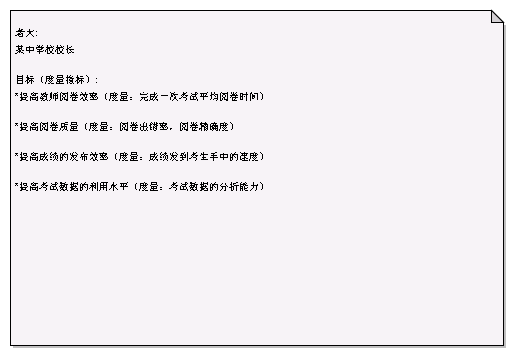 老大:
某中学校校长
目标（度量指标）:
*提高教师阅卷效率（度量：完成一次考试平均阅卷时间）
*提高阅卷质量（度量：阅卷出错率，阅卷精确度）
*提高成绩的发布效率（度量：成绩发到考生手中的速度）
*提高考试数据的利用水平（度量：考试数据的分析能力）